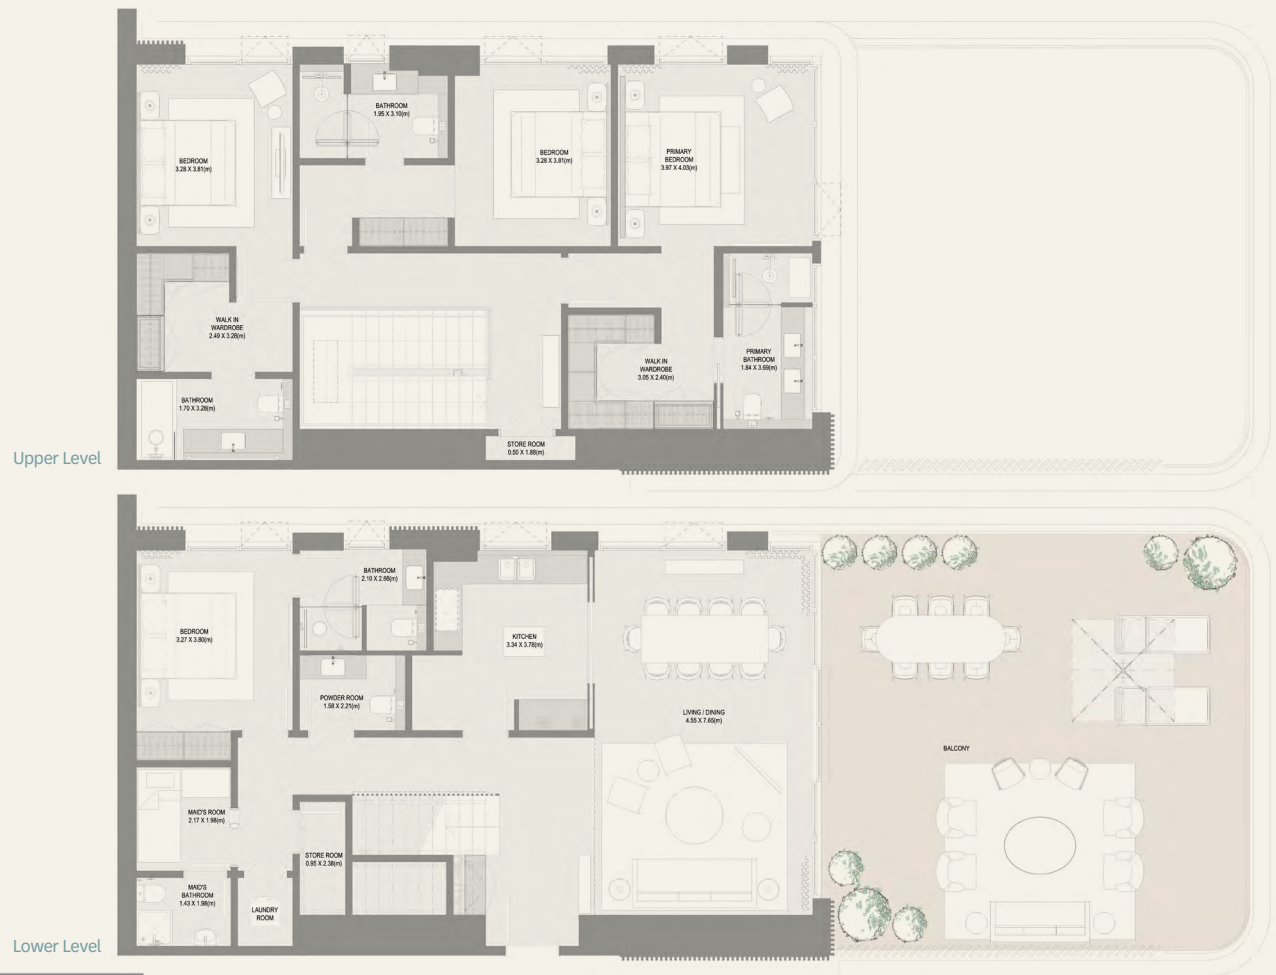 BATHROOM
1.95 X 3.10(m)
BEDROOM
3.28 X 3.81(m)
BEDROOM
3.28 X 3.81(m)
PRIMARY
BEDROOM
3.97 X 4.03(m)
WALK IN
WARDROBE
2.49 X 3.28(m)
WALK IN
WARDROBE
3.05 X 2.40(m)
PRIMARY
BATHROOM
1.84 X 3.69(m)
BATHROOM
1.70 X 3.28(m)
STORE ROOM
0.50 X 1.88(m)
Upper Level
BATHROOM
2.10 X 2.66(m)
BEDROOM
3.27 X 3.80(m)
KITCHEN
3.34 X 3.78(m)
POWDER ROOM
1.58 X 2.21(m)
LIVING / DINING
4.55 X 7.65(m)
BALCONY
MAID'S ROOM
2.17 X 1.98(m)
STORE ROOM
0.95 X 2.38(m)
MAID'S
BATHROOM
1.43 X 1.98(m)
LAUNDRY
ROOM
Lower Level